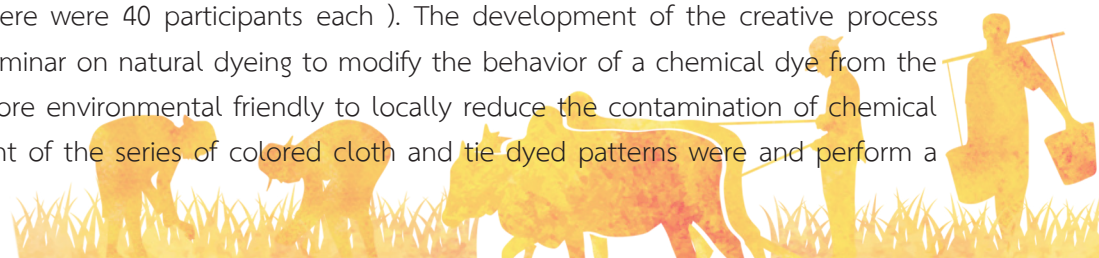 ere were 40 participants each ). The development of the creative process
minar on natural dyeing to modify the behavior of a chemical dye from the
ore environmental friendly to locally reduce the contamination of chemical
nt of the series of colored cloth and tie dyed patterns were and perform a